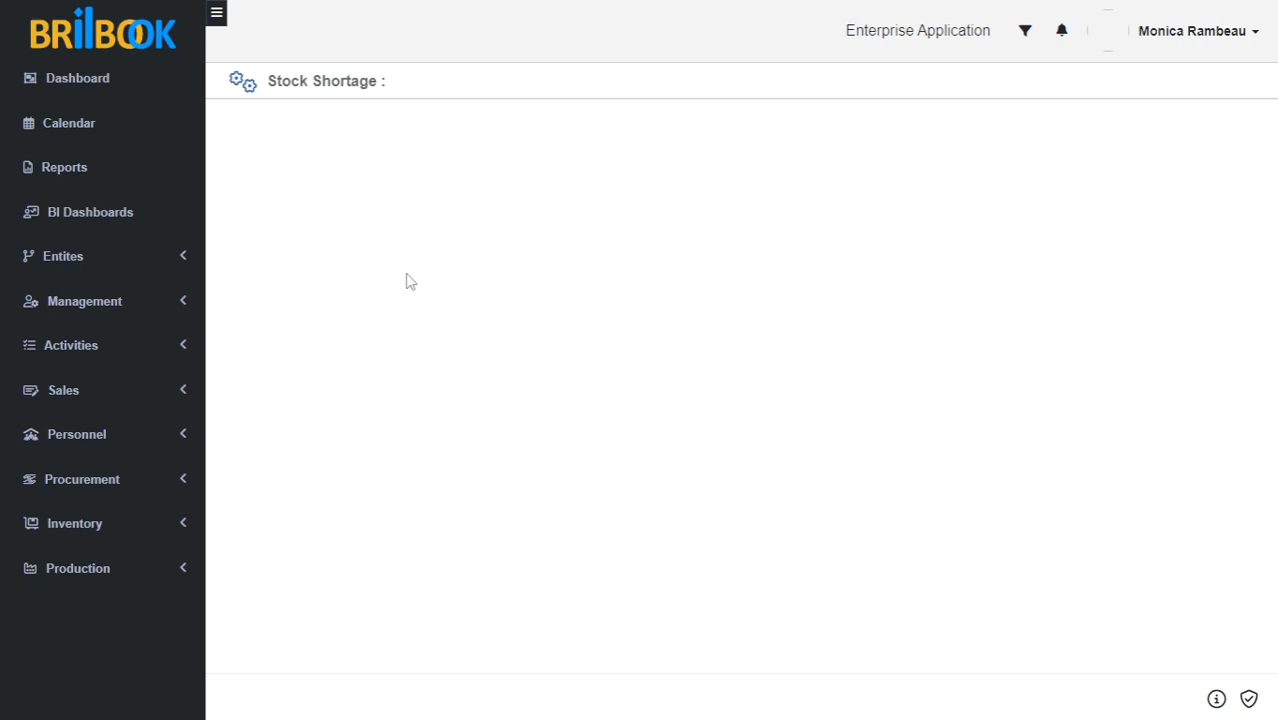 BRilBOOK
Enterprise Application
Monica Rambeau
Stock Shortage :
Dashboard
Calendar
Reports
BI Dashboards
Entites
Management
Activities
Sales
Personnel
Procurement
Inventory
Production